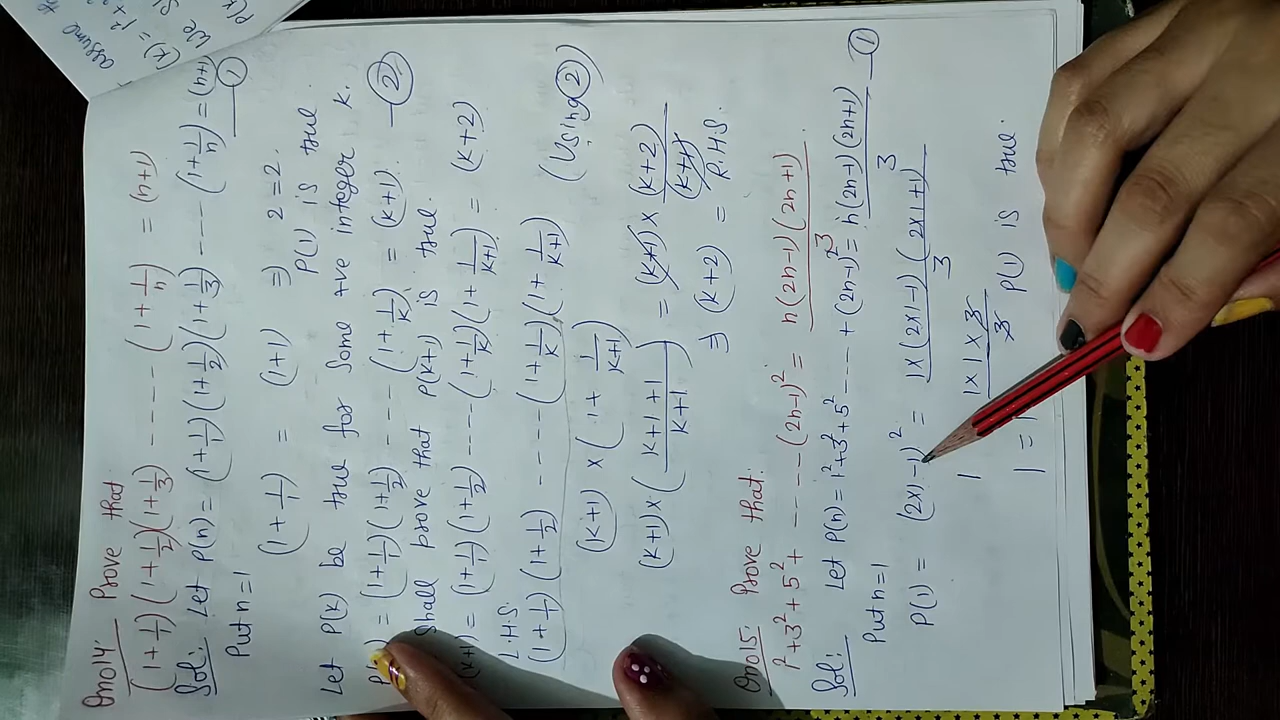 Qno14: Prove that
(1+1/1)(1+1/2)(1+1/3) ----- (1+1/n) = (n+1)
Sol: Let P(n) = (1+1/1)(1+1/2)(1+1/3) ---- (1+1/n) = (n+1) —①
Put n=1
(1+1/1) = (1+1) ⇒ 2=2.
P(1) is true.
Let P(k) be true for some +ve integer k.
= (1+1/1)(1+1/2) ---- (1+1/k) = (k+1). —②
shall prove that P(k+1) is true.
(k+1) = (1+1/1)(1+1/2) ---- (1+1/k)(1+1/k+1) = (k+2)
L.H.S.
(1+1/1)(1+1/2) ---- (1+1/k)(1+1/k+1) (Using ②)
(k+1) × (1+1/k+1)
(k+1) × (k+1+1/k+1) = (k+1) × (k+2)/(k+1)
⇒ (k+2) = R.H.S.
Qno15: Prove that:
1²+3²+5²+ ---- (2n-1)² = n(2n-1)(2n+1)/3
Sol: Let P(n) = 1²+3²+5² ---- + (2n-1)² = n(2n-1)(2n+1)/3 —①
Put n=1
P(1) = (2×1-1)² = 1×(2×1-1)(2×1+1)/3
1 1×1×3/3
1 = P(1) is true.
assume
(k) = 1²+
we
P(k